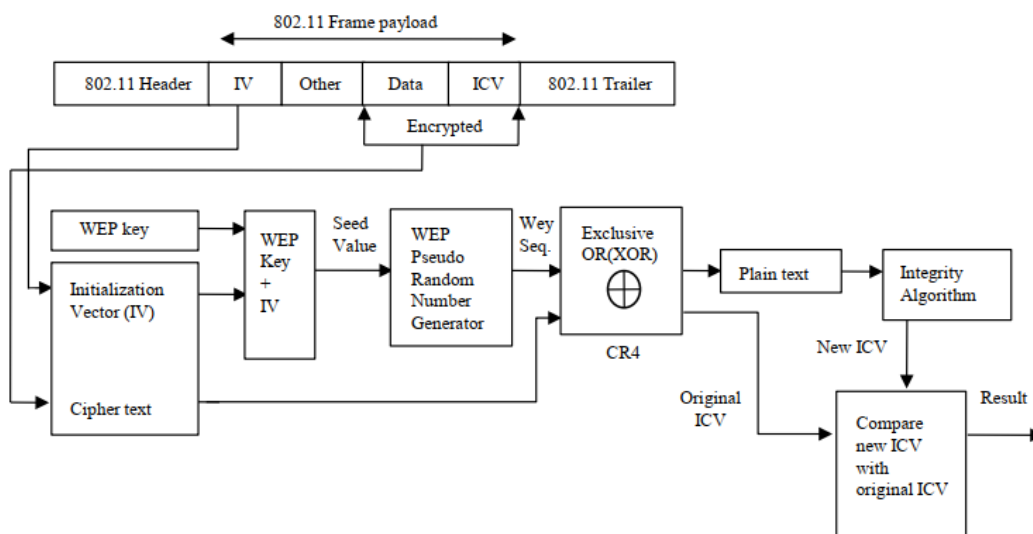 802.11 Frame payload
802.11 Header
IV
Other
Data
ICV
802.11 Trailer
Encrypted
WEP key
Initialization
Vector (IV)
Cipher text
WEP
Key
+
IV
Seed
Value
WEP
Pseudo
Random
Number
Generator
Wey
Seq.
Exclusive
OR(XOR)
CR4
Plain text
Integrity
Algorithm
New ICV
Original
ICV
Compare
new ICV
with
original ICV
Result